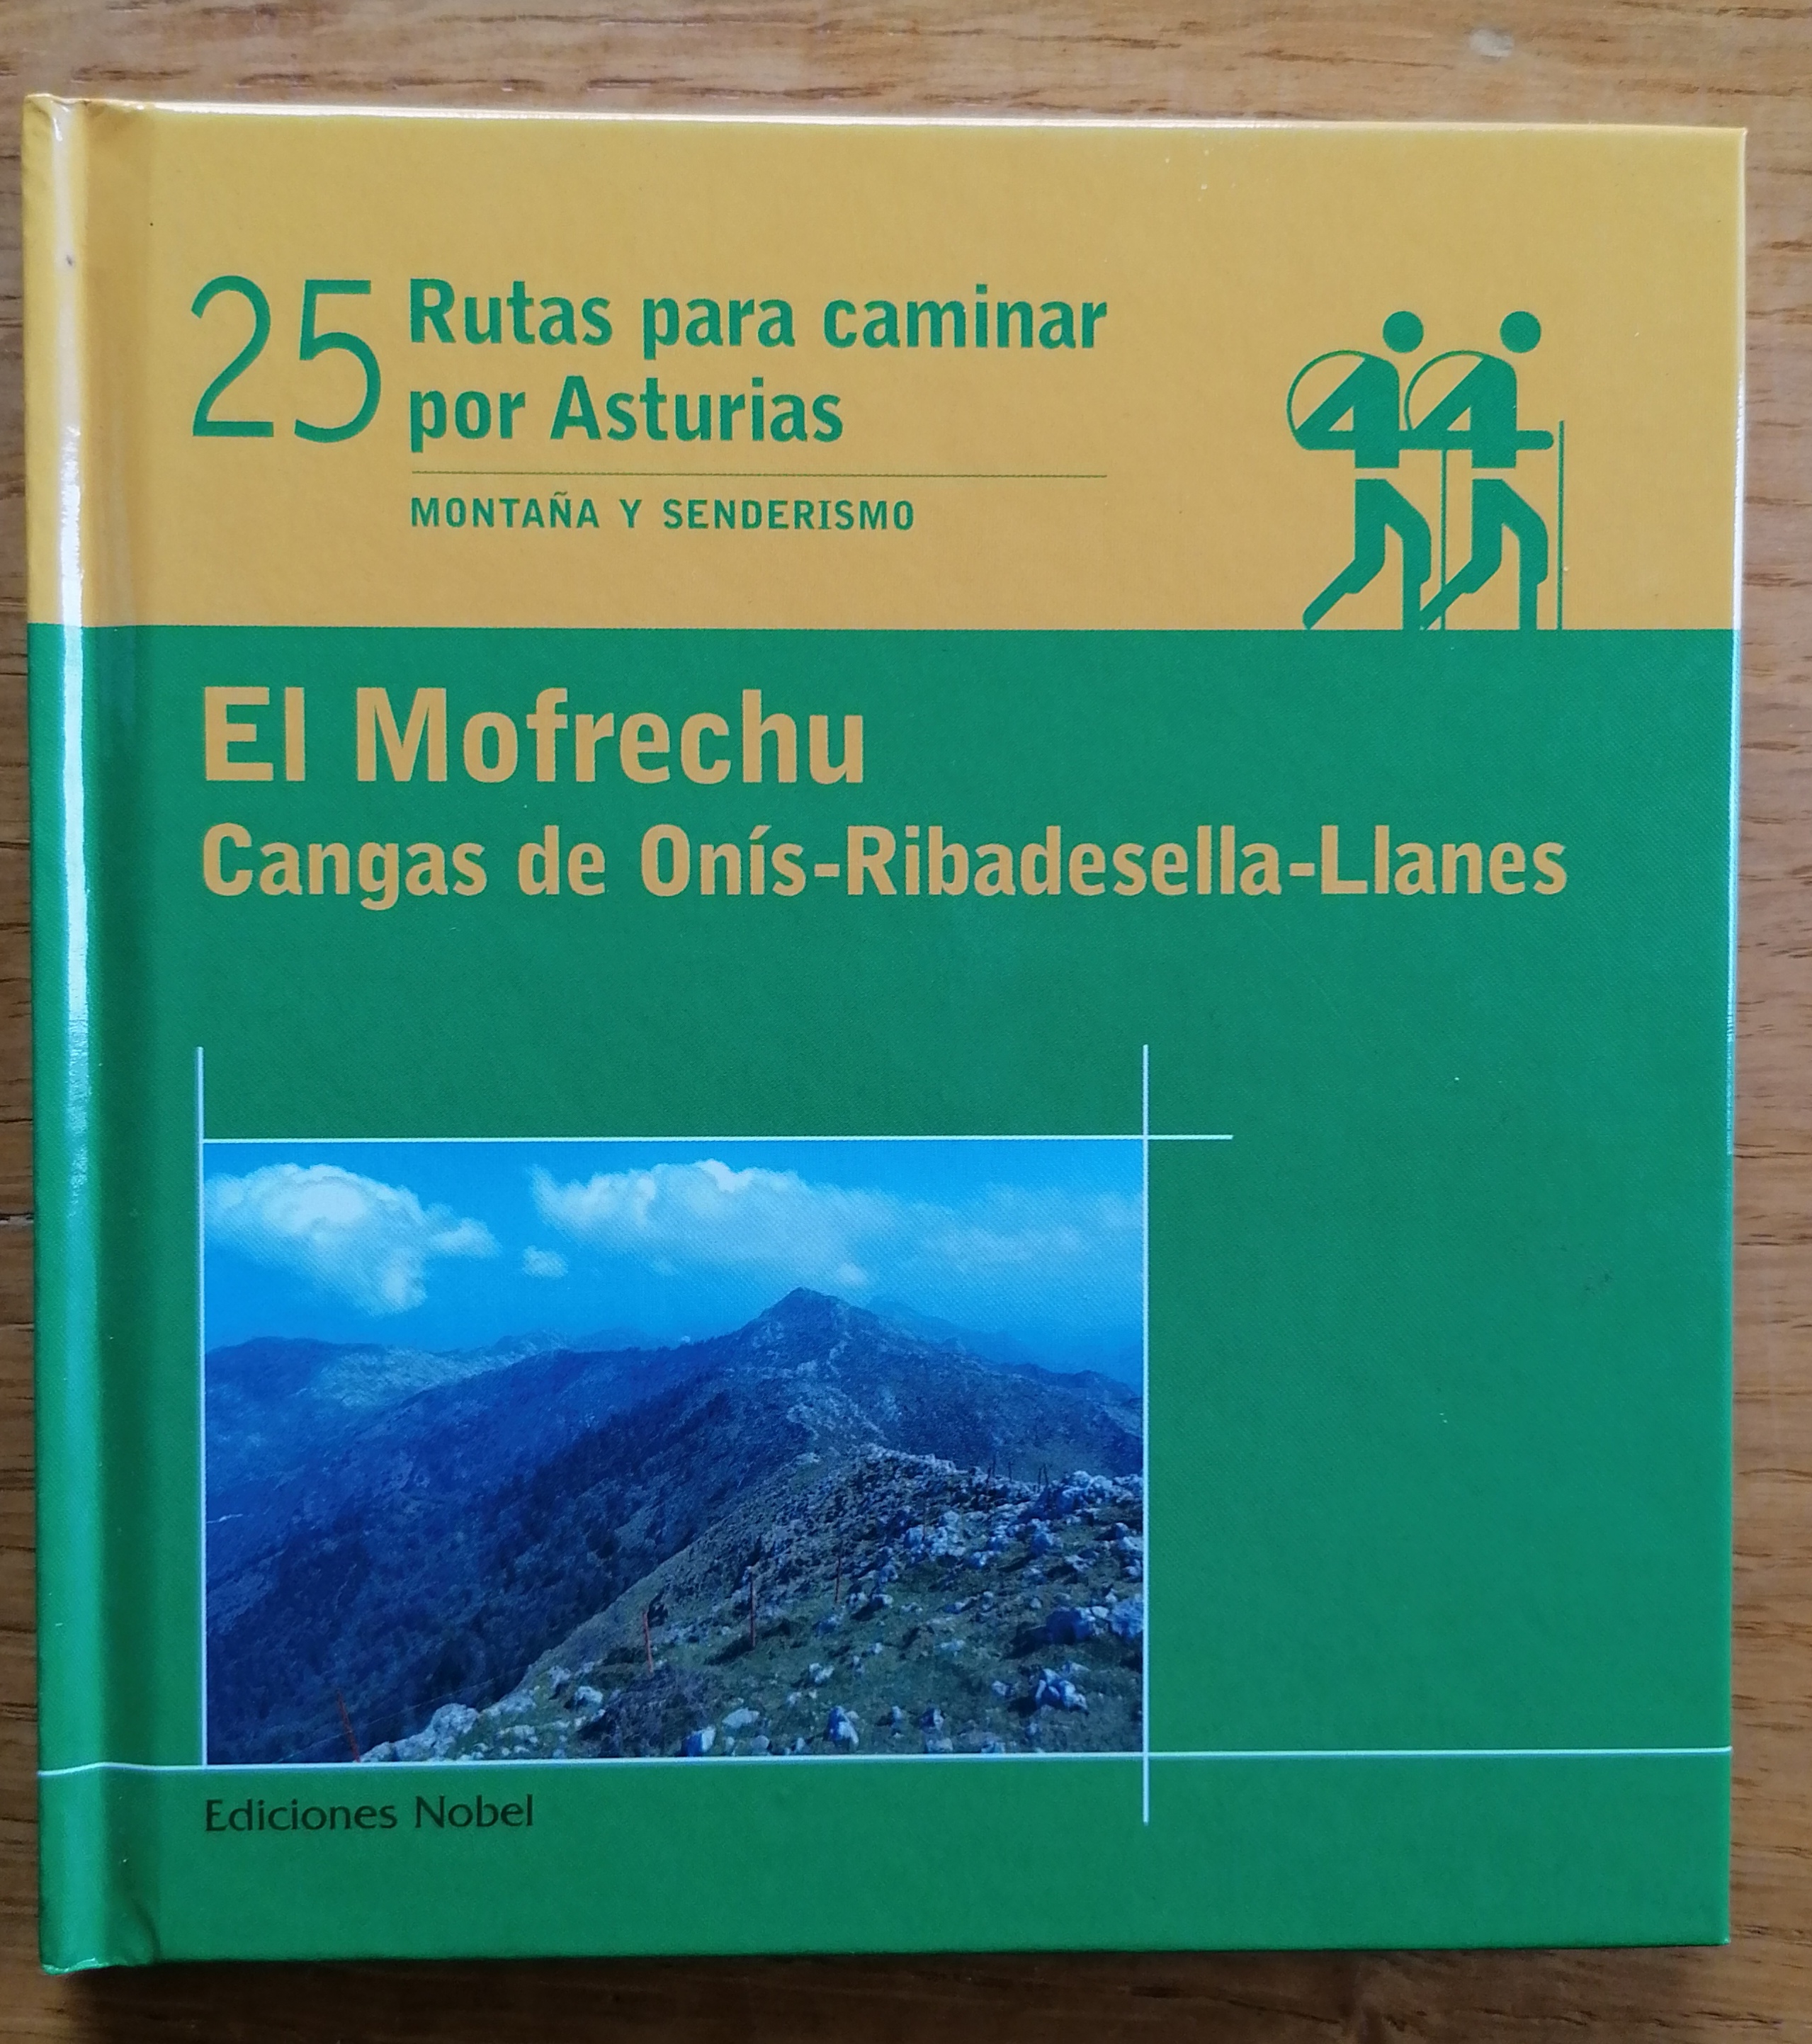 25 Rutas para caminar
por Asturias
MONTAÑA Y SENDERISMO
El Mofrechu
Cangas de Onís-Ribadesella-Llanes
Ediciones Nobel